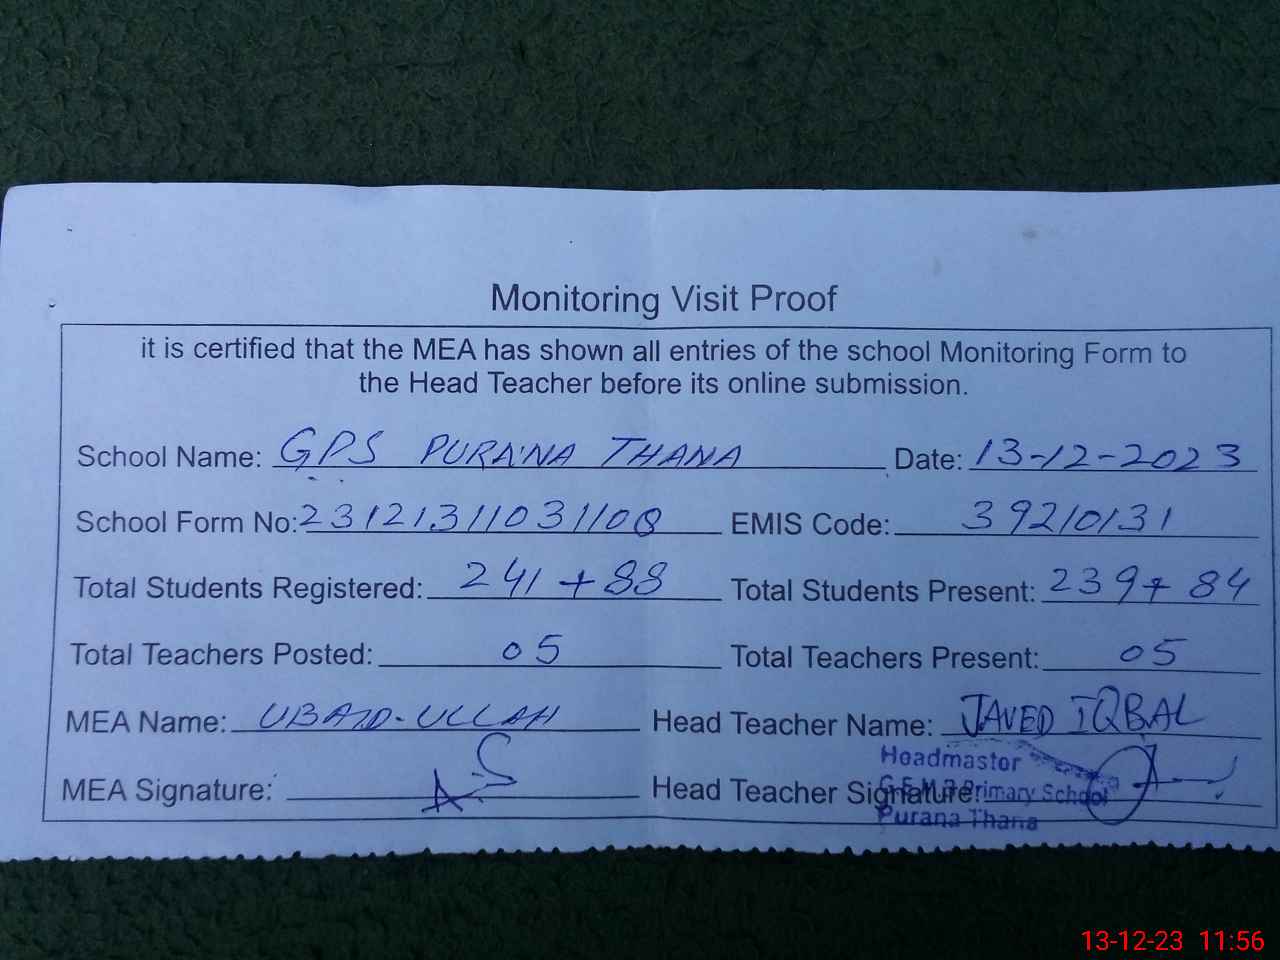 Monitoring Visit Proof
it is certified that the MEA has shown all entries of the school Monitoring Form to
the Head Teacher before its online submission.
School Name: GPS PURANA THANA Date: 13-12-2023
School Form No: 23121311031108 EMIS Code: 39210131
Total Students Registered: 241 + 88 Total Students Present: 239 + 84
Total Teachers Posted: 05 Total Teachers Present: 05
MEA Name: UBAID-ULLAH Head Teacher Name: JAVED IQBAL
MEA Signature: Head Teacher Signature:
Headmaster
Primary School
Purana Thana
13-12-23 11:56